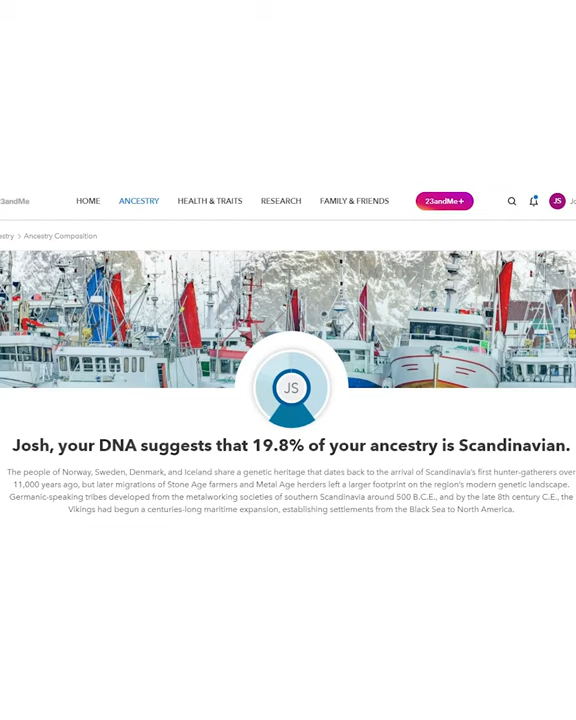 23andMe HOME ANCESTRY HEALTH & TRAITS RESEARCH FAMILY & FRIENDS 23andMe+ JS Jo
estry > Ancestry Composition
JS
Josh, your DNA suggests that 19.8% of your ancestry is Scandinavian.
The people of Norway, Sweden, Denmark, and Iceland share a genetic heritage that dates back to the arrival of Scandinavia's first hunter-gatherers over
11,000 years ago, but later migrations of Stone Age farmers and Metal Age herders left a larger footprint on the region's modern genetic landscape.
Germanic-speaking tribes developed from the metalworking societies of southern Scandinavia around 500 B.C.E., and by the late 8th century C.E., the
Vikings had begun a centuries-long maritime expansion, establishing settlements from the Black Sea to North America.